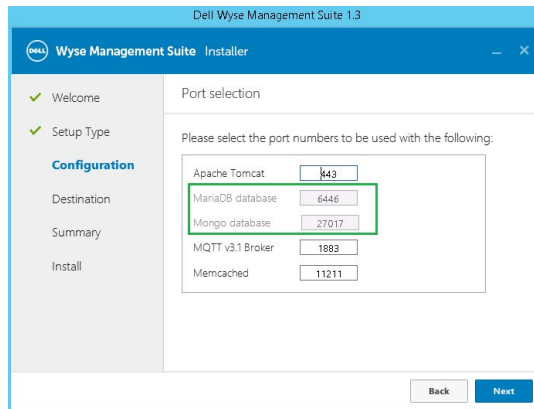 Dell Wyse Management Suite 1.3
DELL Wyse Management Suite Installer
Welcome
Port selection
Setup Type
Please select the port numbers to be used with the following:
Configuration
Apache Tomcat 443
Destination
MariaDB database 6446
Mongo database 27017
Summary
MQTT v3.1 Broker 1883
Install
Memcached 11211
Back Next